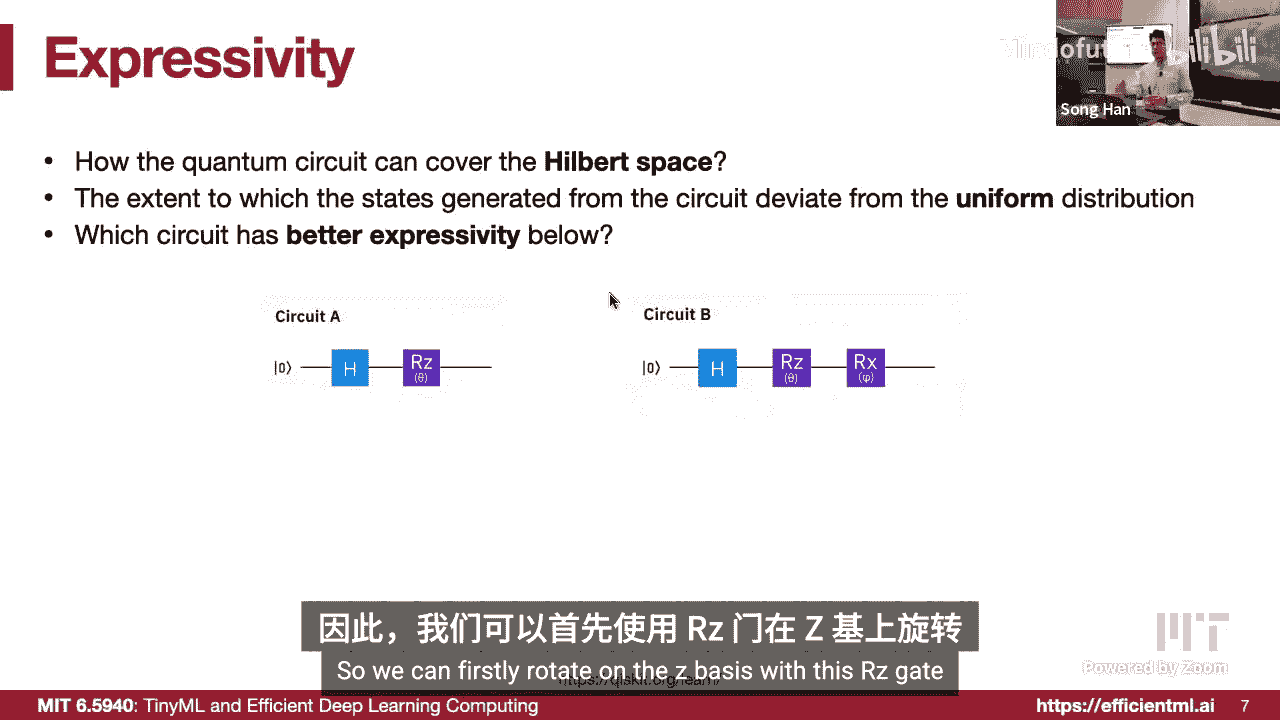 Expressivity
bilibili
Song Han
• How the quantum circuit can cover the Hilbert space?
• The extent to which the states generated from the circuit deviate from the uniform distribution
• Which circuit has better expressivity below?
Circuit A
|0⟩ H Rz (θ)
Circuit B
|0⟩ H Rz (θ) Rx (φ)
因此，我们可以首先使用 Rz 门在 Z 基上旋转
So we can firstly rotate on the z basis with this Rz gate
MIT
Powered by Zoom
MIT 6.5940: TinyML and Efficient Deep Learning Computing
https://efficientml.ai
7